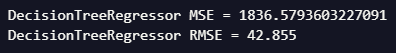 DecisionTreeRegressor MSE = 1836.5793603227091
DecisionTreeRegressor RMSE = 42.855